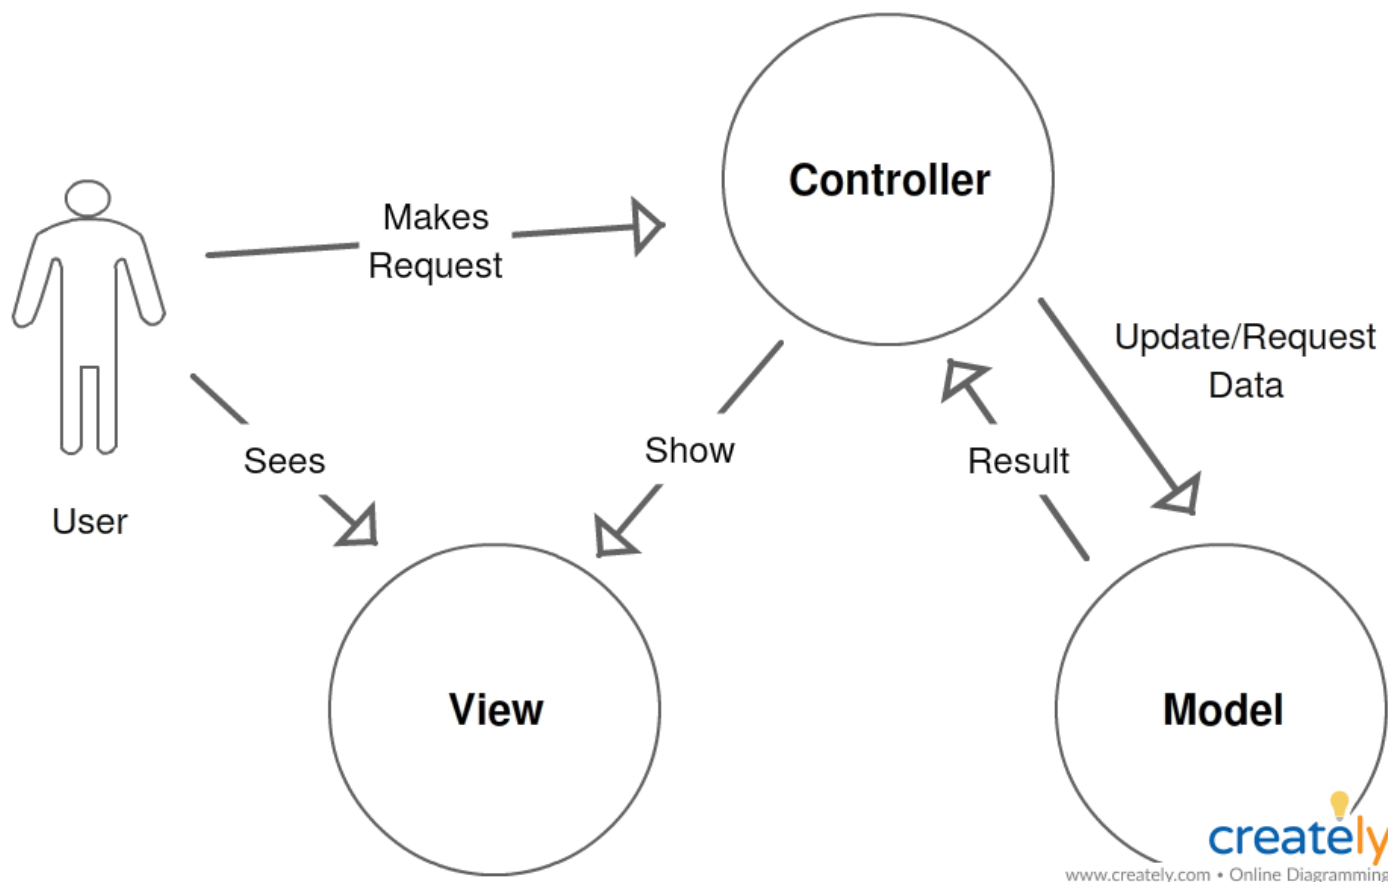 Controller
Makes
Request
Update/Request
Data
Show
Sees
Result
User
View
Model
creately
www.creately.com • Online Diagramming